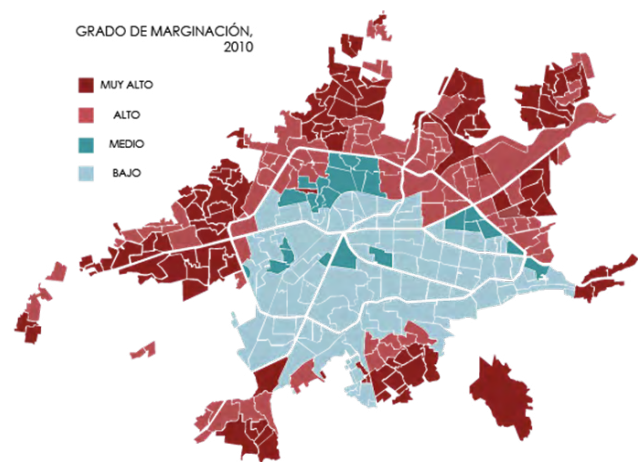 GRADO DE MARGINACIÓN,
2010
MUY ALTO
ALTO
MEDIO
BAJO